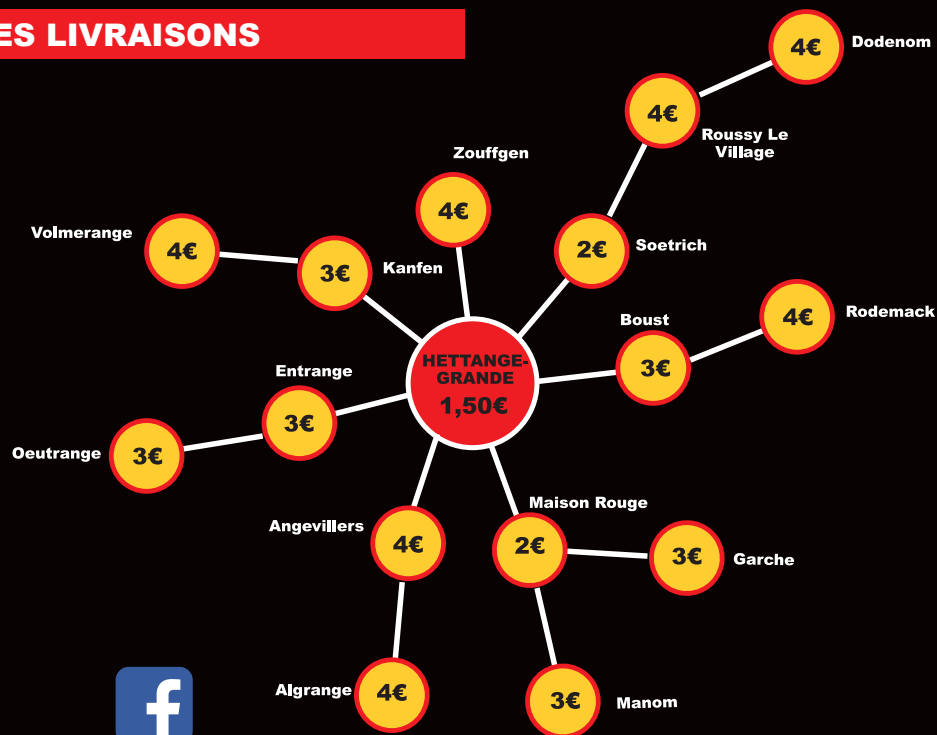 ES LIVRAISONS
4€
Dodenom
4€
Roussy Le
Village
Zouffgen
4€
Volmerange
4€
3€
Kanfen
2€
Soetrich
Boust
3€
4€
Rodemack
HETTANGE-
GRANDE
1,50€
Entrange
3€
Oeutrange
3€
Angevillers
4€
Maison Rouge
2€
3€
Garche
Algrange
4€
3€
Manom
f